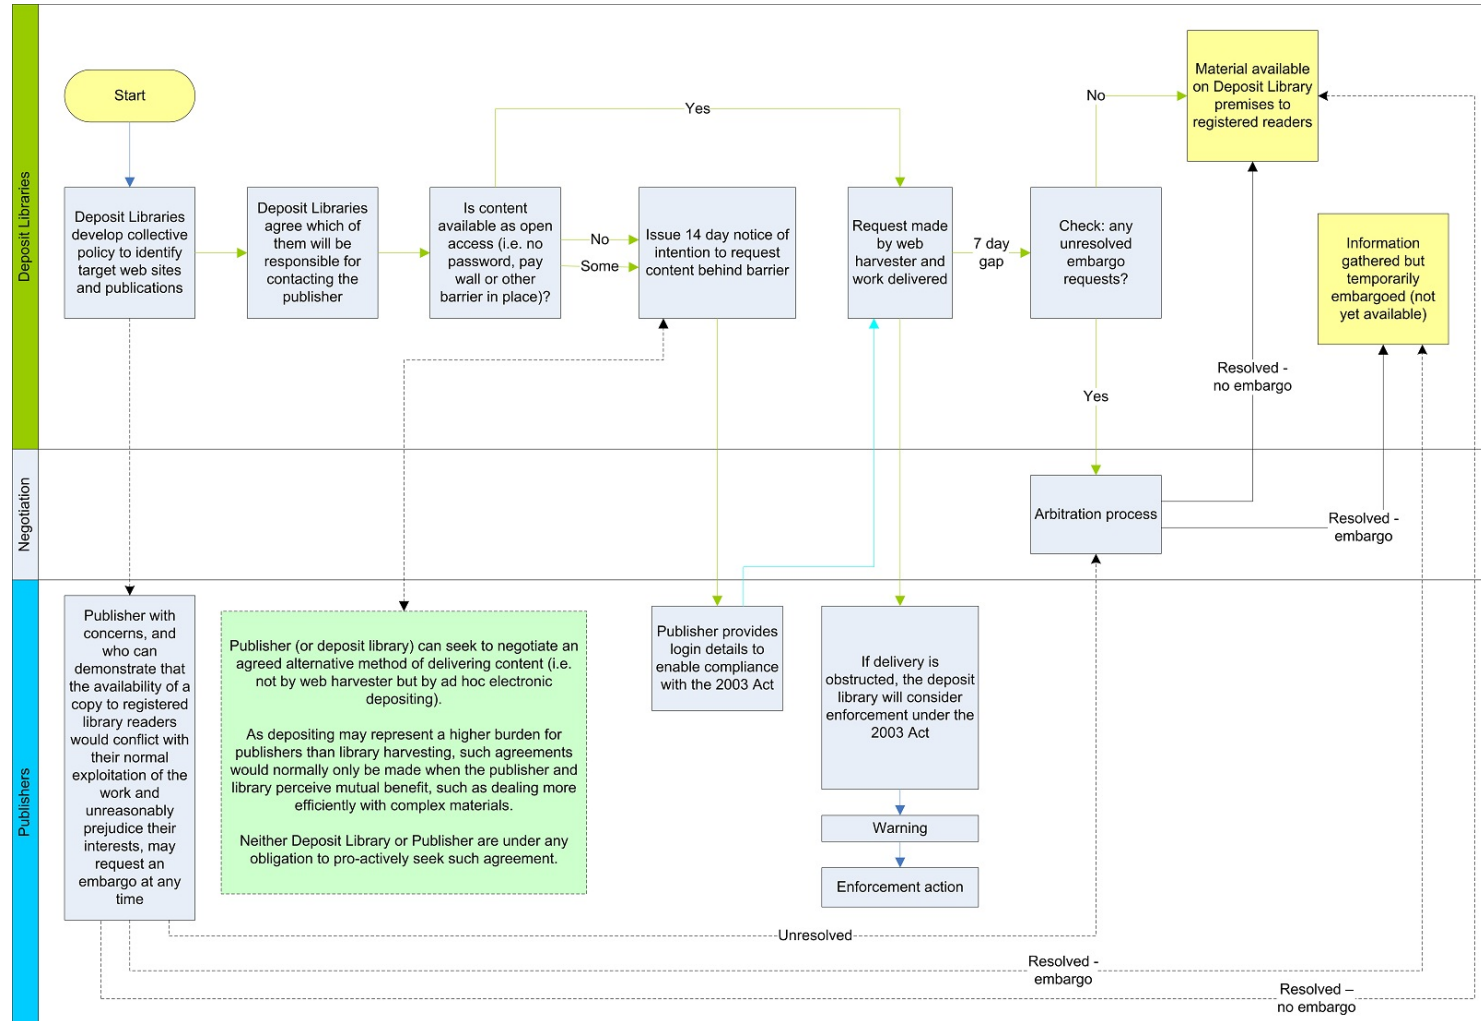 Deposit Libraries
Negotiation
Publishers
Start
Deposit Libraries
develop collective
policy to identify
target web sites
and publications
Deposit Libraries
agree which of
them will be
responsible for
contacting the
publisher
Is content
available as open
access (i.e. no
password, pay
wall or other
barrier in place)?
Yes
No
Some
Issue 14 day notice of
intention to request
content behind barrier
Request made
by web
harvester and
work delivered
7 day
gap
Check: any
unresolved
embargo
requests?
No
Yes
Material available
on Deposit Library
premises to
registered readers
Information
gathered but
temporarily
embargoed (not
yet available)
Resolved -
no embargo
Arbitration process
Resolved -
embargo
Publisher with
concerns, and
who can
demonstrate that
the availability of a
copy to registered
library readers
would conflict with
their normal
exploitation of the
work and
unreasonably
prejudice their
interests, may
request an
embargo at any
time
Publisher (or deposit library) can seek to negotiate an
agreed alternative method of delivering content (i.e.
not by web harvester but by ad hoc electronic
depositing).
As depositing may represent a higher burden for
publishers than library harvesting, such agreements
would normally only be made when the publisher and
library perceive mutual benefit, such as dealing more
efficiently with complex materials.
Neither Deposit Library or Publisher are under any
obligation to pro-actively seek such agreement.
Publisher provides
login details to
enable compliance
with the 2003 Act
If delivery is
obstructed, the deposit
library will consider
enforcement under the
2003 Act
Warning
Enforcement action
Unresolved
Resolved -
embargo
Resolved –
no embargo